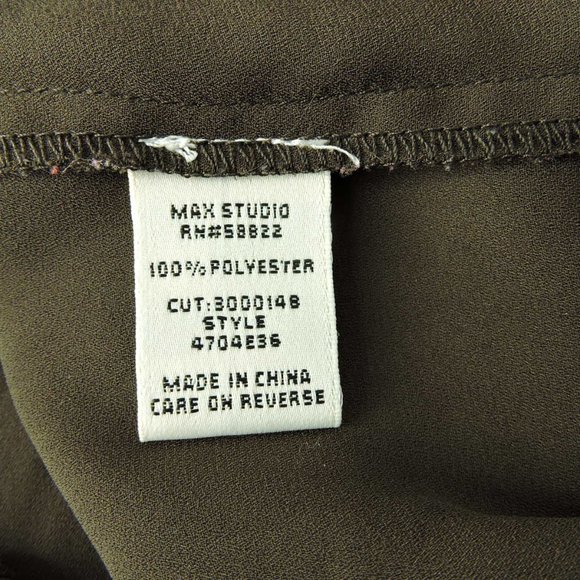 MAX STUDIO
RN#58822
100% POLYESTER
CUT:3000148
STYLE
4704E36
MADE IN CHINA
CARE ON REVERSE